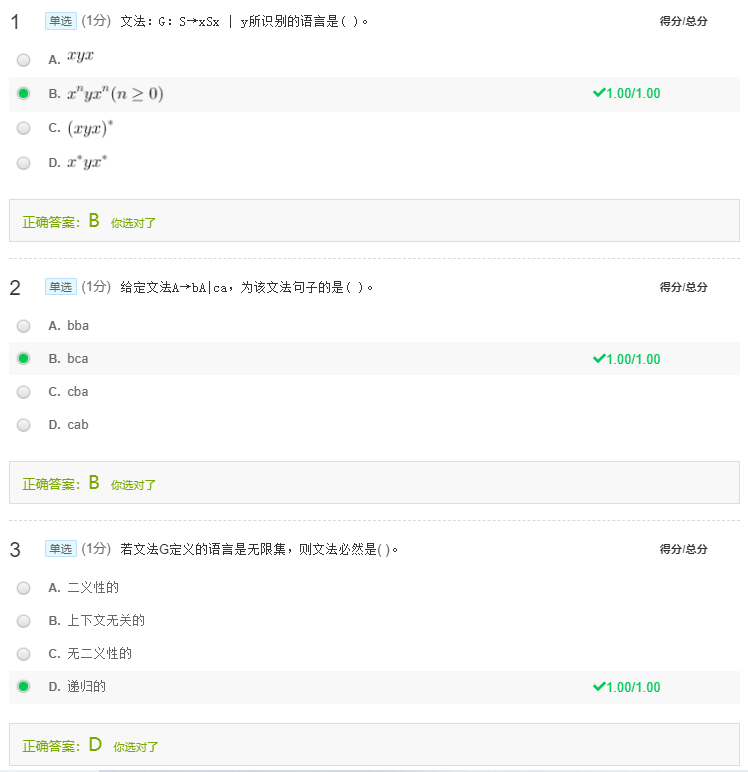 1 单选 (1分) 文法：G：S→xSx | y所识别的语言是( )。 得分/总分
A. xyx
B. xⁿyxⁿ(n ≥ 0) ✔1.00/1.00
C. (xyx)*
D. x*yx*
正确答案：B 你选对了
2 单选 (1分) 给定文法A→bA|ca，为该文法句子的是( )。 得分/总分
A. bba
B. bca ✔1.00/1.00
C. cba
D. cab
正确答案：B 你选对了
3 单选 (1分) 若文法G定义的语言是无限集，则文法必然是( )。 得分/总分
A. 二义性的
B. 上下文无关的
C. 无二义性的
D. 递归的 ✔1.00/1.00
正确答案：D 你选对了